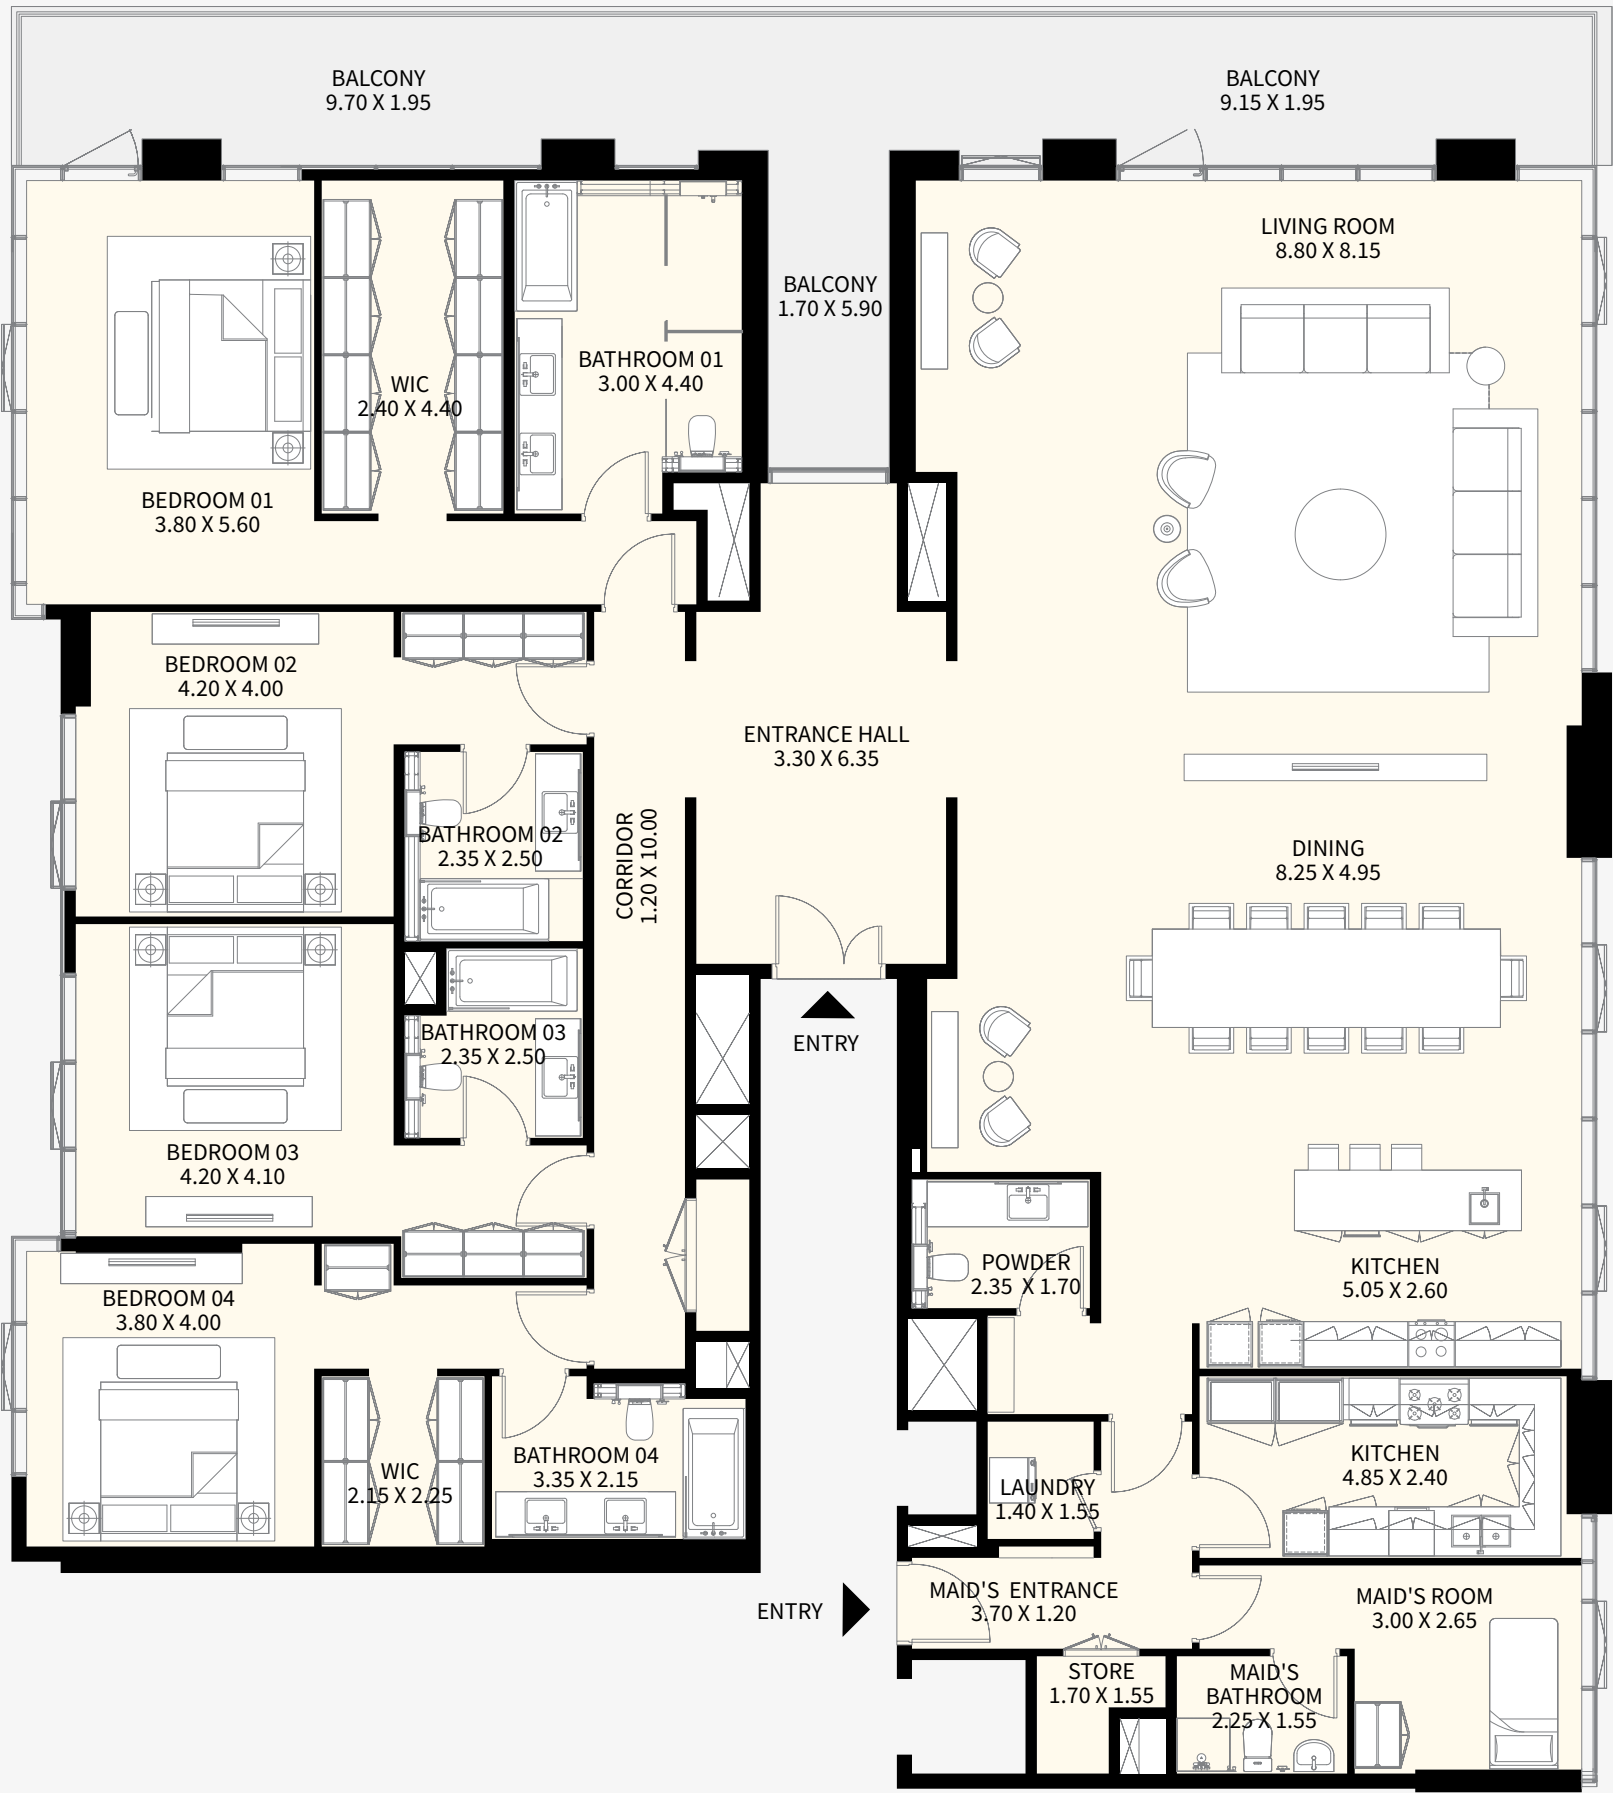 BALCONY
9.70 X 1.95
BALCONY
9.15 X 1.95
LIVING ROOM
8.80 X 8.15
BALCONY
1.70 X 5.90
BATHROOM 01
3.00 X 4.40
WIC
2.40 X 4.40
BEDROOM 01
3.80 X 5.60
BEDROOM 02
4.20 X 4.00
ENTRANCE HALL
3.30 X 6.35
BATHROOM 02
2.35 X 2.50
CORRIDOR
1.20 X 10.00
DINING
8.25 X 4.95
BATHROOM 03
2.35 X 2.50
ENTRY
BEDROOM 03
4.20 X 4.10
POWDER
2.35 X 1.70
KITCHEN
5.05 X 2.60
BEDROOM 04
3.80 X 4.00
BATHROOM 04
3.35 X 2.15
WIC
2.15 X 2.25
KITCHEN
4.85 X 2.40
LAUNDRY
1.40 X 1.55
MAID'S ENTRANCE
3.70 X 1.20
ENTRY
MAID'S ROOM
3.00 X 2.65
STORE
1.70 X 1.55
MAID'S
BATHROOM
2.25 X 1.55